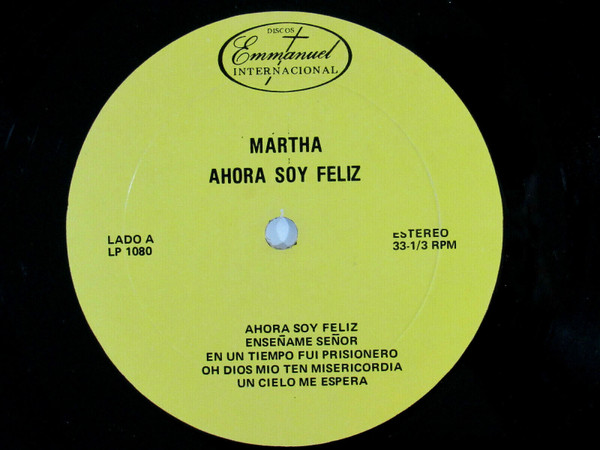 DISCOS
Emmanuel
INTERNACIONAL
MARTHA
AHORA SOY FELIZ
LADO A
LP 1080
ESTEREO
33-1/3 RPM
AHORA SOY FELIZ
ENSEÑAME SEÑOR
EN UN TIEMPO FUI PRISIONERO
OH DIOS MIO TEN MISERICORDIA
UN CIELO ME ESPERA